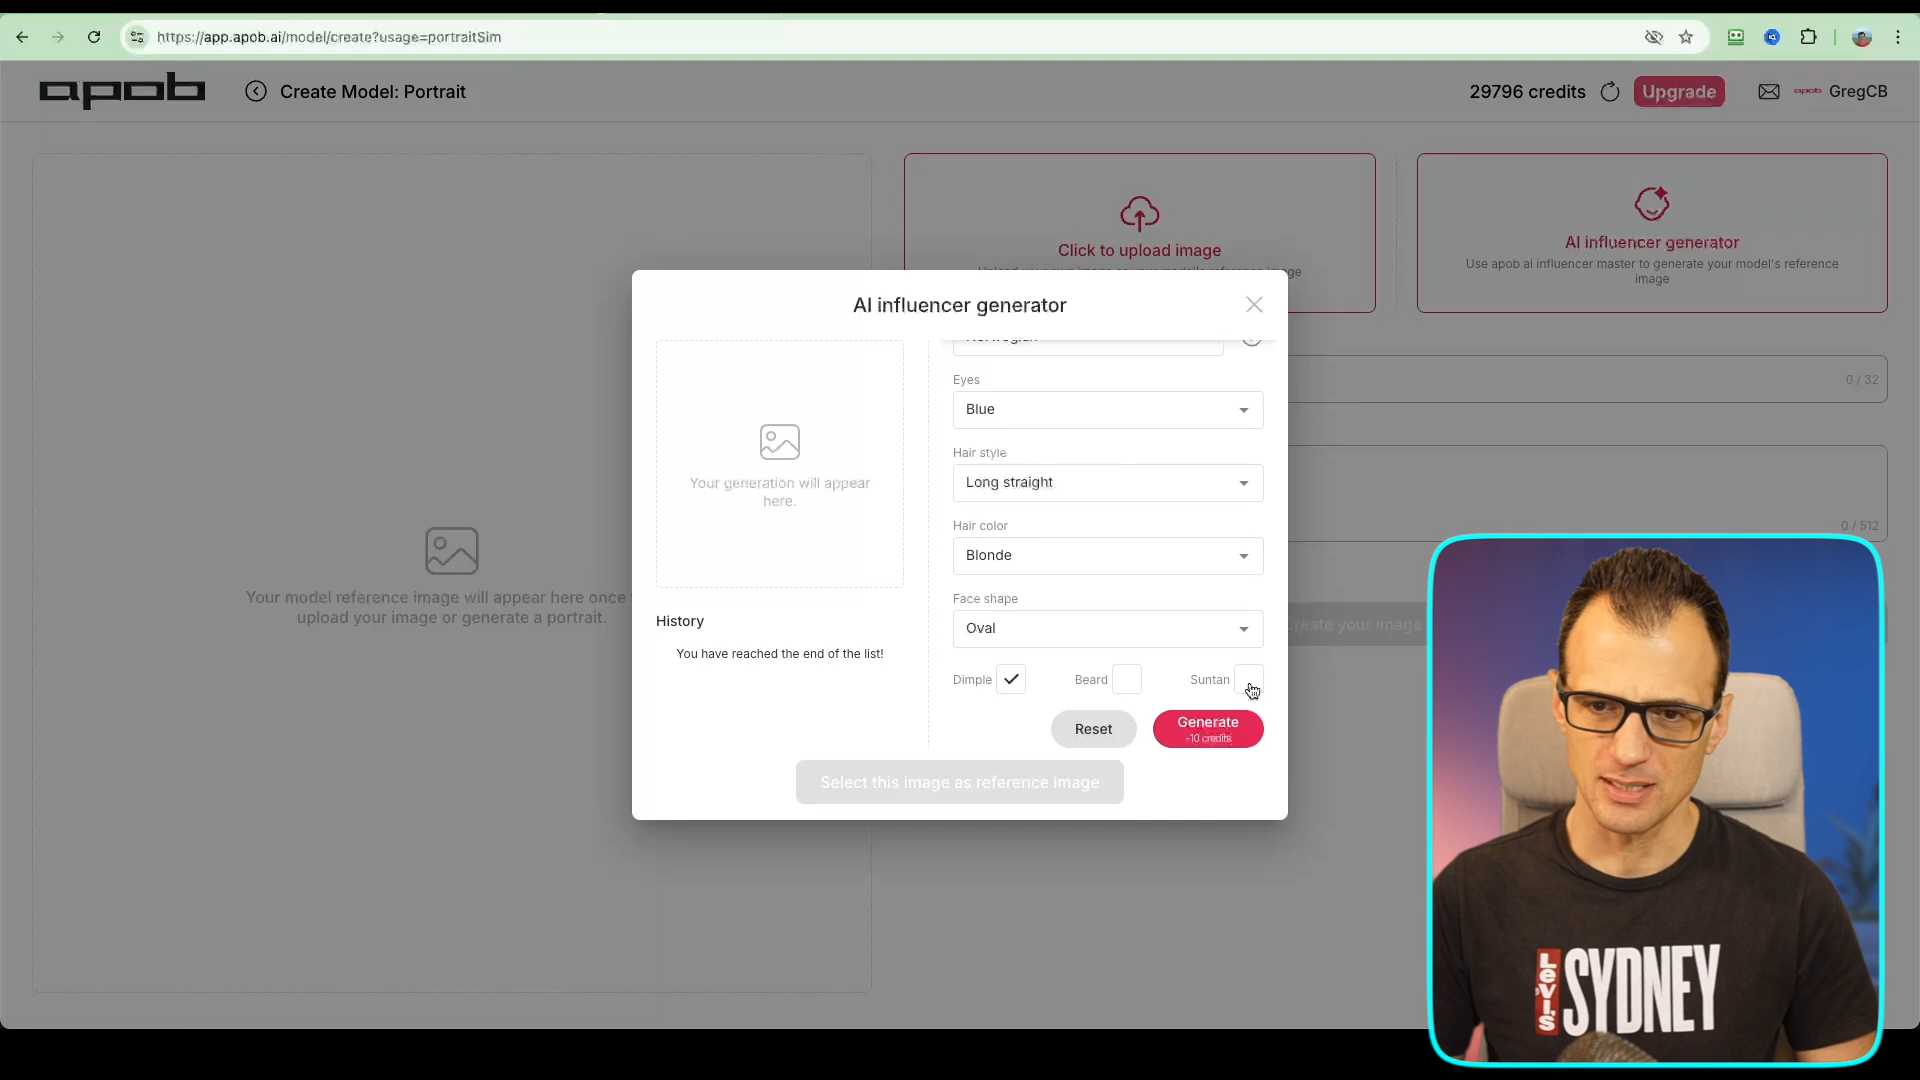 https://app.apob.ai/model/create?usage=portraitSim
apob
Create Model: Portrait
29796 credits
Upgrade
apob
GregCB
Click to upload image
AI influencer generator
Use apob ai influencer master to generate your model's reference
image
AI influencer generator
Norwegian
0 / 32
Eyes
Blue
Your generation will appear
here.
Hair style
Long straight
Hair color
Blonde
0 / 512
Your model reference image will appear here once
upload your image or generate a portrait.
Face shape
Oval
History
You have reached the end of the list!
Create your image
Dimple
Beard
Suntan
Reset
Generate
-10 credits
Select this image as reference image
Levi's
SYDNEY